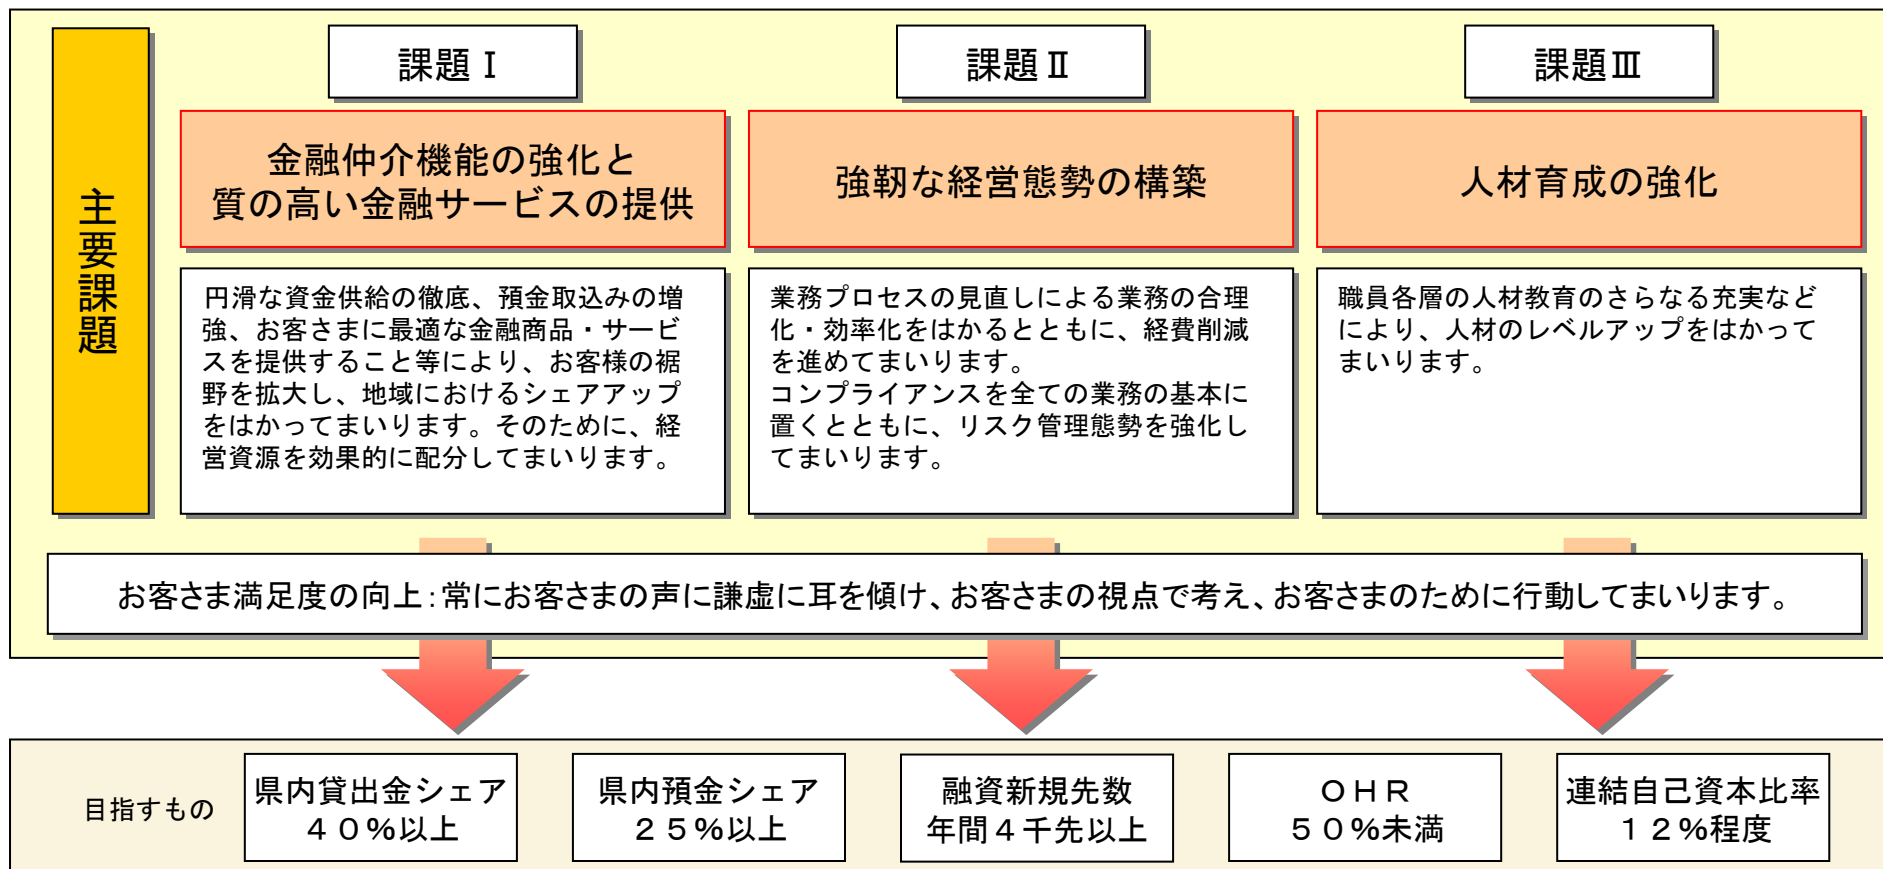 主要課題
課題Ⅰ
金融仲介機能の強化と
質の高い金融サービスの提供
円滑な資金供給の徹底、預金取込みの増
強、お客さまに最適な金融商品・サービ
スを提供すること等により、お客様の裾
野を拡大し、地域におけるシェアアップ
をはかってまいります。そのために、経
営資源を効果的に配分してまいります。
課題Ⅱ
強靭な経営態勢の構築
業務プロセスの見直しによる業務の合理
化・効率化をはかるとともに、経費削減
を進めてまいります。
コンプライアンスを全ての業務の基本に
置くとともに、リスク管理態勢を強化し
てまいります。
課題Ⅲ
人材育成の強化
職員各層の人材教育のさらなる充実など
により、人材のレベルアップをはかって
まいります。
お客さま満足度の向上：常にお客さまの声に謙虚に耳を傾け、お客さまの視点で考え、お客さまのために行動してまいります。
目指すもの
県内貸出金シェア
４０％以上
県内預金シェア
２５％以上
融資新規先数
年間４千先以上
ＯＨＲ
５０％未満
連結自己資本比率
１２％程度